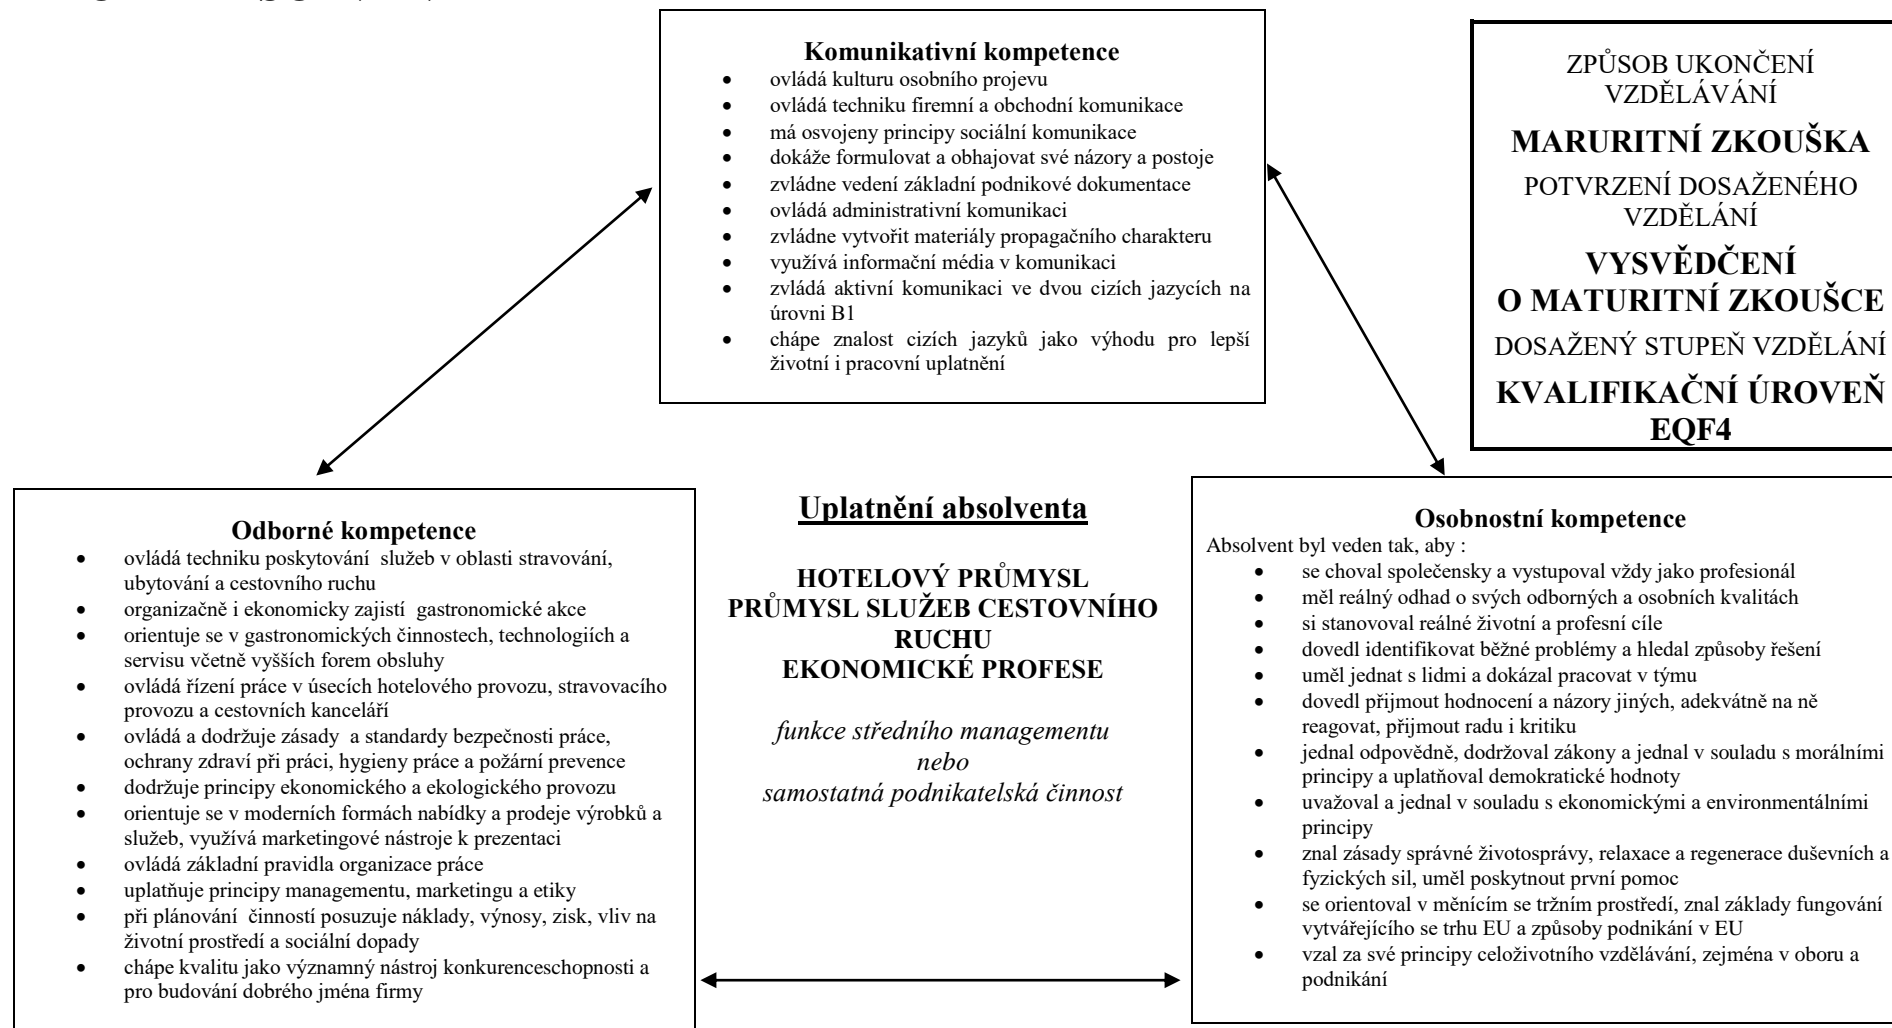 Komunikativní kompetence
• ovládá kulturu osobního projevu
• ovládá techniku firemní a obchodní komunikace
• má osvojeny principy sociální komunikace
• dokáže formulovat a obhajovat své názory a postoje
• zvládne vedení základní podnikové dokumentace
• ovládá administrativní komunikaci
• zvládne vytvořit materiály propagačního charakteru
• využívá informační média v komunikaci
• zvládá aktivní komunikaci ve dvou cizích jazycích na
úrovni B1
• chápe znalost cizích jazyků jako výhodu pro lepší
životní i pracovní uplatnění
ZPŮSOB UKONČENÍ
VZDĚLÁVÁNÍ
MARURITNÍ ZKOUŠKA
POTVRZENÍ DOSAŽENÉHO
VZDĚLÁNÍ
VYSVĚDČENÍ
O MATURITNÍ ZKOUŠCE
DOSAŽENÝ STUPEŇ VZDĚLÁNÍ
KVALIFIKAČNÍ ÚROVEŇ
EQF4
Odborné kompetence
• ovládá techniku poskytování služeb v oblasti stravování,
ubytování a cestovního ruchu
• organizačně i ekonomicky zajistí gastronomické akce
• orientuje se v gastronomických činnostech, technologiích a
servisu včetně vyšších forem obsluhy
• ovládá řízení práce v úsecích hotelového provozu, stravovacího
provozu a cestovních kanceláří
• ovládá a dodržuje zásady a standardy bezpečnosti práce,
ochrany zdraví při práci, hygieny práce a požární prevence
• dodržuje principy ekonomického a ekologického provozu
• orientuje se v moderních formách nabídky a prodeje výrobků a
služeb, využívá marketingové nástroje k prezentaci
• ovládá základní pravidla organizace práce
• uplatňuje principy managementu, marketingu a etiky
• při plánování činností posuzuje náklady, výnosy, zisk, vliv na
životní prostředí a sociální dopady
• chápe kvalitu jako významný nástroj konkurenceschopnosti a
pro budování dobrého jména firmy
Uplatnění absolventa
HOTELOVÝ PRŮMYSL
PRŮMYSL SLUŽEB CESTOVNÍHO
RUCHU
EKONOMICKÉ PROFESE
funkce středního managementu
nebo
samostatná podnikatelská činnost
Osobnostní kompetence
Absolvent byl veden tak, aby :
• se choval společensky a vystupoval vždy jako profesionál
• měl reálný odhad o svých odborných a osobních kvalitách
• si stanovoval reálné životní a profesní cíle
• dovedl identifikovat běžné problémy a hledal způsoby řešení
• uměl jednat s lidmi a dokázal pracovat v týmu
• dovedl přijmout hodnocení a názory jiných, adekvátně na ně
reagovat, přijmout radu i kritiku
• jednal odpovědně, dodržoval zákony a jednal v souladu s morálními
principy a uplatňoval demokratické hodnoty
• uvažoval a jednal v souladu s ekonomickými a environmentálními
principy
• znal zásady správné životosprávy, relaxace a regenerace duševních a
fyzických sil, uměl poskytnout první pomoc
• se orientoval v měnícím se tržním prostředí, znal základy fungování
vytvářejícího se trhu EU a způsoby podnikání v EU
• vzal za své principy celoživotního vzdělávání, zejména v oboru a
podnikání